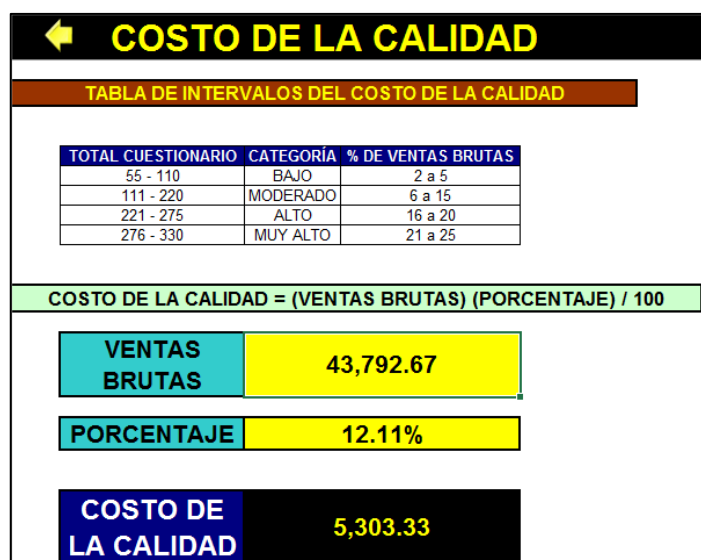 COSTO DE LA CALIDAD
TABLA DE INTERVALOS DEL COSTO DE LA CALIDAD
TOTAL CUESTIONARIO CATEGORÍA % DE VENTAS BRUTAS
55 - 110 BAJO 2 a 5
111 - 220 MODERADO 6 a 15
221 - 275 ALTO 16 a 20
276 - 330 MUY ALTO 21 a 25
COSTO DE LA CALIDAD = (VENTAS BRUTAS) (PORCENTAJE) / 100
VENTAS
BRUTAS
43,792.67
PORCENTAJE 12.11%
COSTO DE
LA CALIDAD
5,303.33